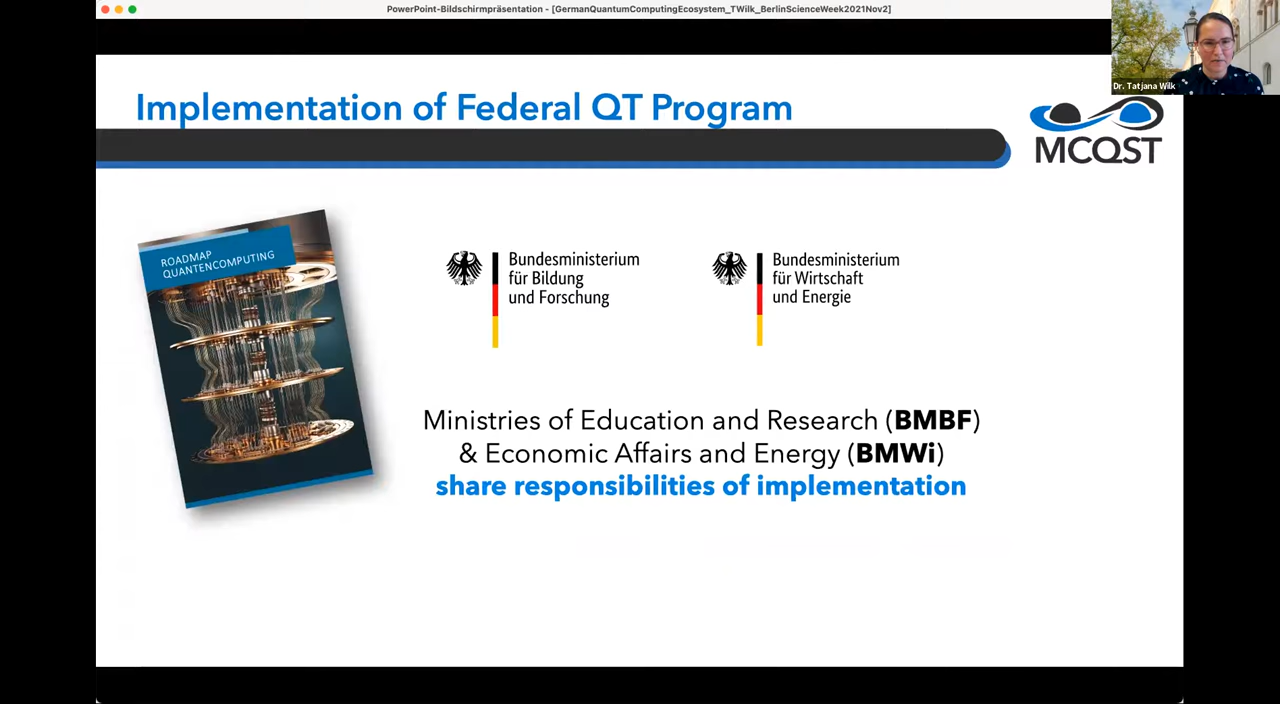 PowerPoint-Bildschirmpräsentation - [GermanQuantumComputingEcosystem_TWilk_BerlinScienceWeek2021Nov2]
Dr. Tatjana Wilk
Implementation of Federal QT Program
MCQST
ROADMAP
QUANTENCOMPUTING
Bundesministerium
für Bildung
und Forschung
Bundesministerium
für Wirtschaft
und Energie
Ministries of Education and Research (BMBF)
& Economic Affairs and Energy (BMWi)
share responsibilities of implementation